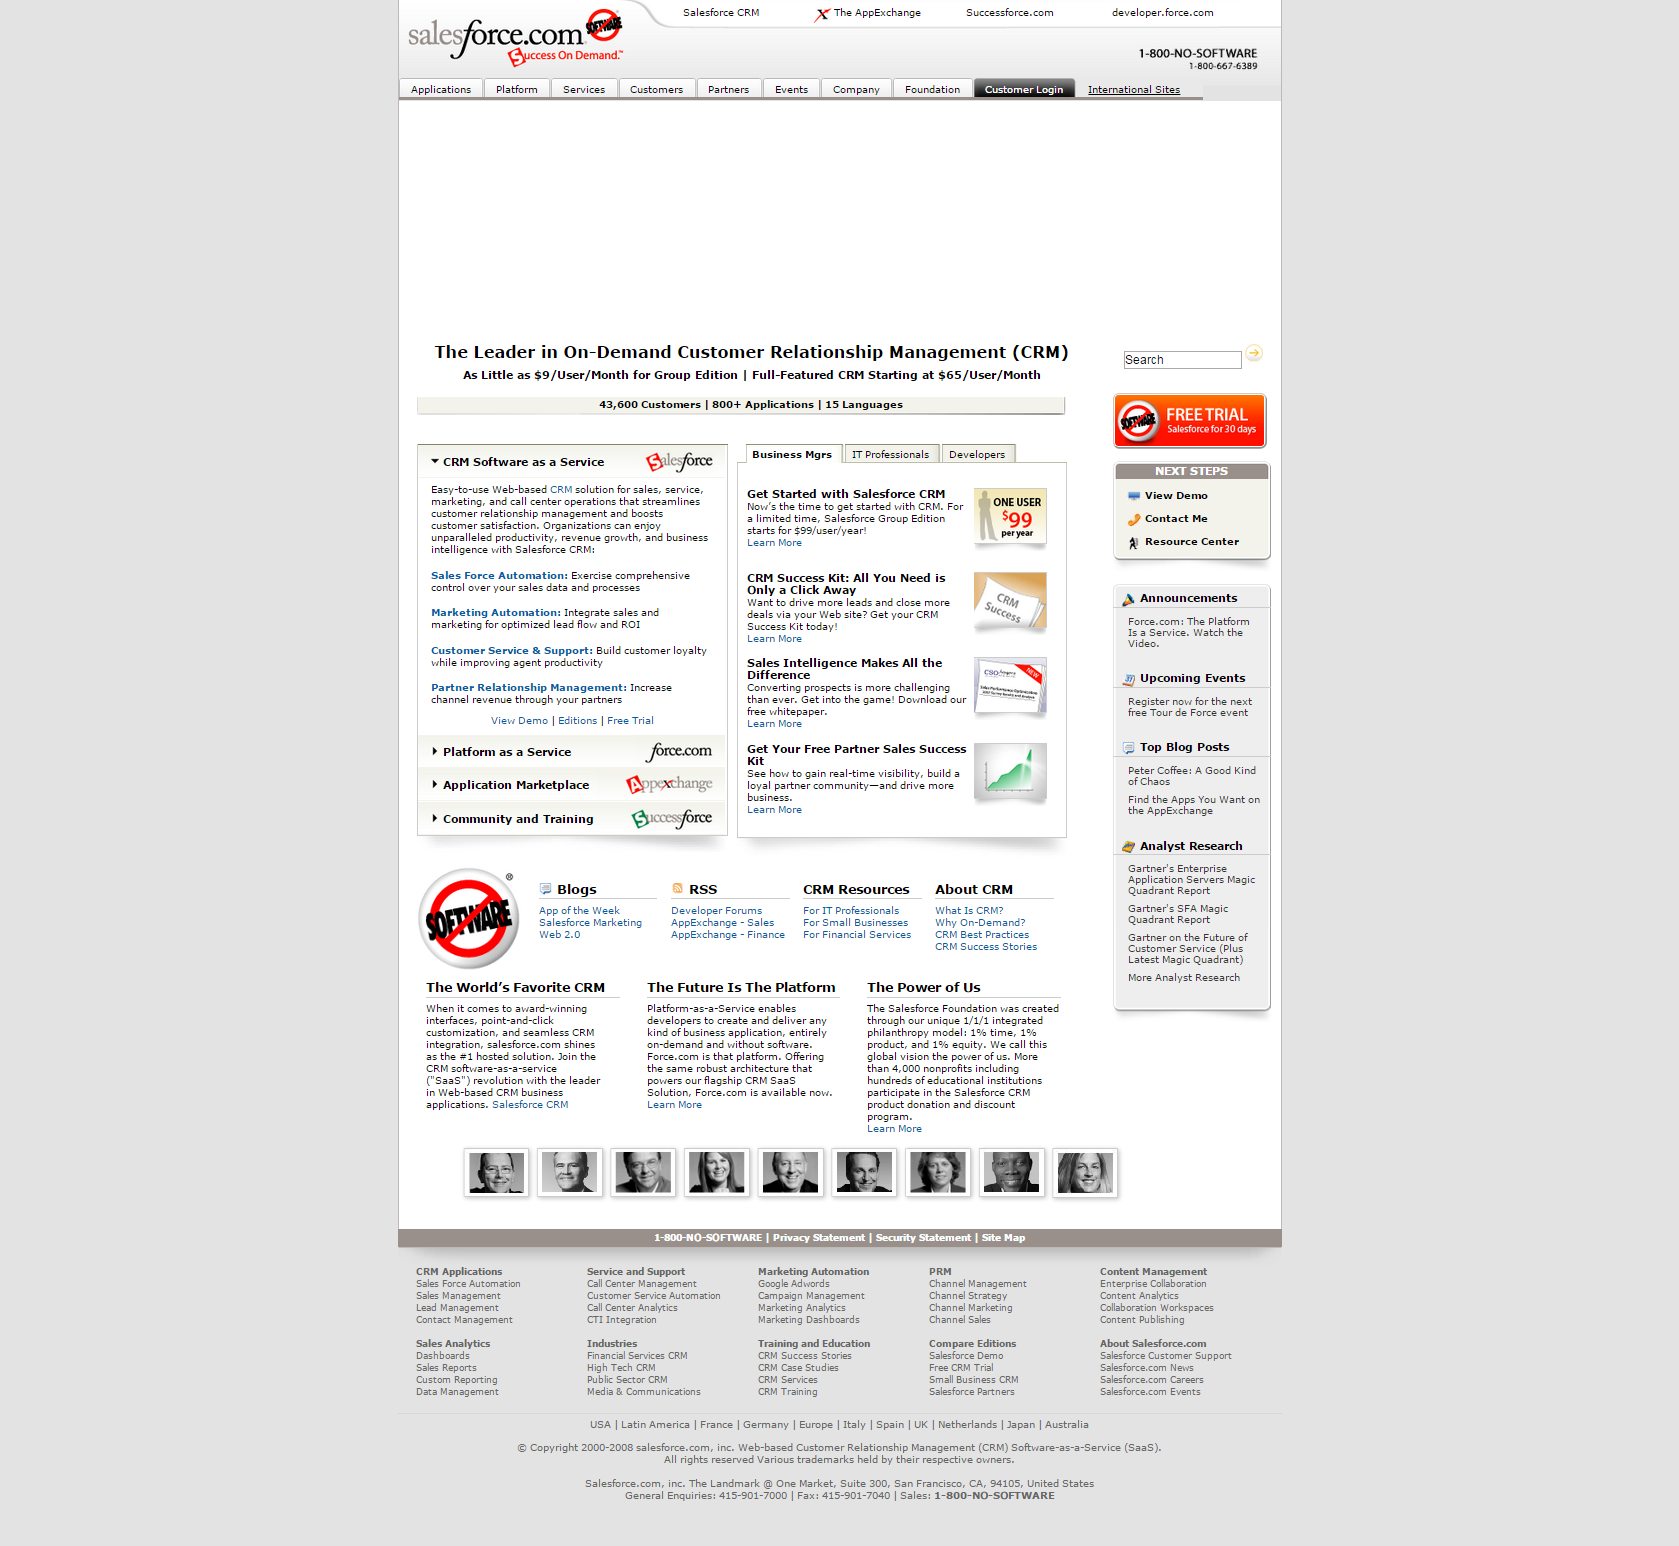 salesforce.com
SOFTWARE
Success On Demand.™
Salesforce CRM
The AppExchange
Successforce.com
developer.force.com
1-800-NO-SOFTWARE
1-800-667-6389
Applications
Platform
Services
Customers
Partners
Events
Company
Foundation
Customer Login
International Sites
The Leader in On-Demand Customer Relationship Management (CRM)
As Little as $9/User/Month for Group Edition | Full-Featured CRM Starting at $65/User/Month
43,600 Customers | 800+ Applications | 15 Languages
Search
SOFTWARE
FREE TRIAL
Salesforce for 30 days
CRM Software as a Service
Salesforce
Easy-to-use Web-based CRM solution for sales, service,
marketing, and call center operations that streamlines
customer relationship management and boosts
customer satisfaction. Organizations can enjoy
unparalleled productivity, revenue growth, and business
intelligence with Salesforce CRM:
Sales Force Automation: Exercise comprehensive
control over your sales data and processes
Marketing Automation: Integrate sales and
marketing for optimized lead flow and ROI
Customer Service & Support: Build customer loyalty
while improving agent productivity
Partner Relationship Management: Increase
channel revenue through your partners
View Demo | Editions | Free Trial
Platform as a Service
force.com
Application Marketplace
Appexchange
Community and Training
Successforce
Business Mgrs
IT Professionals
Developers
Get Started with Salesforce CRM
Now's the time to get started with CRM. For
a limited time, Salesforce Group Edition
starts for $99/user/year!
Learn More
ONE USER
$99
per year
CRM Success Kit: All You Need is
Only a Click Away
Want to drive more leads and close more
deals via your Web site? Get your CRM
Success Kit today!
Learn More
CRM
Success
Sales Intelligence Makes All the
Difference
Converting prospects is more challenging
than ever. Get into the game! Download our
free whitepaper.
Learn More
CSO
NEW
Sales Performance Optimization
Get Your Free Partner Sales Success
Kit
See how to gain real-time visibility, build a
loyal partner community—and drive more
business.
Learn More
NEXT STEPS
View Demo
Contact Me
Resource Center
Announcements
Force.com: The Platform
Is a Service. Watch the
Video.
Upcoming Events
Register now for the next
free Tour de Force event
Top Blog Posts
Peter Coffee: A Good Kind
of Chaos
Find the Apps You Want on
the AppExchange
Analyst Research
Gartner's Enterprise
Application Servers Magic
Quadrant Report
Gartner's SFA Magic
Quadrant Report
Gartner on the Future of
Customer Service (Plus
Latest Magic Quadrant)
More Analyst Research
SOFTWARE
®
Blogs
App of the Week
Salesforce Marketing
Web 2.0
RSS
Developer Forums
AppExchange - Sales
AppExchange - Finance
CRM Resources
For IT Professionals
For Small Businesses
For Financial Services
About CRM
What Is CRM?
Why On-Demand?
CRM Best Practices
CRM Success Stories
The World's Favorite CRM
When it comes to award-winning
interfaces, point-and-click
customization, and seamless CRM
integration, salesforce.com shines
as the #1 hosted solution. Join the
CRM software-as-a-service
("SaaS") revolution with the leader
in Web-based CRM business
applications. Salesforce CRM
The Future Is The Platform
Platform-as-a-Service enables
developers to create and deliver any
kind of business application, entirely
on-demand and without software.
Force.com is that platform. Offering
the same robust architecture that
powers our flagship CRM SaaS
Solution, Force.com is available now.
Learn More
The Power of Us
The Salesforce Foundation was created
through our unique 1/1/1 integrated
philanthropy model: 1% time, 1%
product, and 1% equity. We call this
global vision the power of us. More
than 4,000 nonprofits including
hundreds of educational institutions
participate in the Salesforce CRM
product donation and discount
program.
Learn More
1-800-NO-SOFTWARE | Privacy Statement | Security Statement | Site Map
CRM Applications
Sales Force Automation
Sales Management
Lead Management
Contact Management
Service and Support
Call Center Management
Customer Service Automation
Call Center Analytics
CTI Integration
Marketing Automation
Google Adwords
Campaign Management
Marketing Analytics
Marketing Dashboards
PRM
Channel Management
Channel Strategy
Channel Marketing
Channel Sales
Content Management
Enterprise Collaboration
Content Analytics
Collaboration Workspaces
Content Publishing
Sales Analytics
Dashboards
Sales Reports
Custom Reporting
Data Management
Industries
Financial Services CRM
High Tech CRM
Public Sector CRM
Media & Communications
Training and Education
CRM Success Stories
CRM Case Studies
CRM Services
CRM Training
Compare Editions
Salesforce Demo
Free CRM Trial
Small Business CRM
Salesforce Partners
About Salesforce.com
Salesforce Customer Support
Salesforce.com News
Salesforce.com Careers
Salesforce.com Events
USA | Latin America | France | Germany | Europe | Italy | Spain | UK | Netherlands | Japan | Australia
© Copyright 2000-2008 salesforce.com, inc. Web-based Customer Relationship Management (CRM) Software-as-a-Service (SaaS).
All rights reserved Various trademarks held by their respective owners.
Salesforce.com, inc. The Landmark @ One Market, Suite 300, San Francisco, CA, 94105, United States
General Enquiries: 415-901-7000 | Fax: 415-901-7040 | Sales: 1-800-NO-SOFTWARE